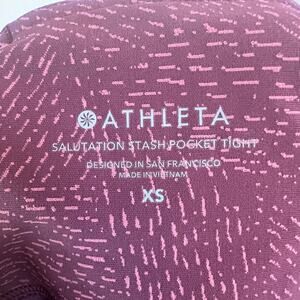 ATHLETA
SALUTATION STASH POCKET TIGHT
DESIGNED IN SAN FRANCISCO
MADE IN VIETNAM
XS